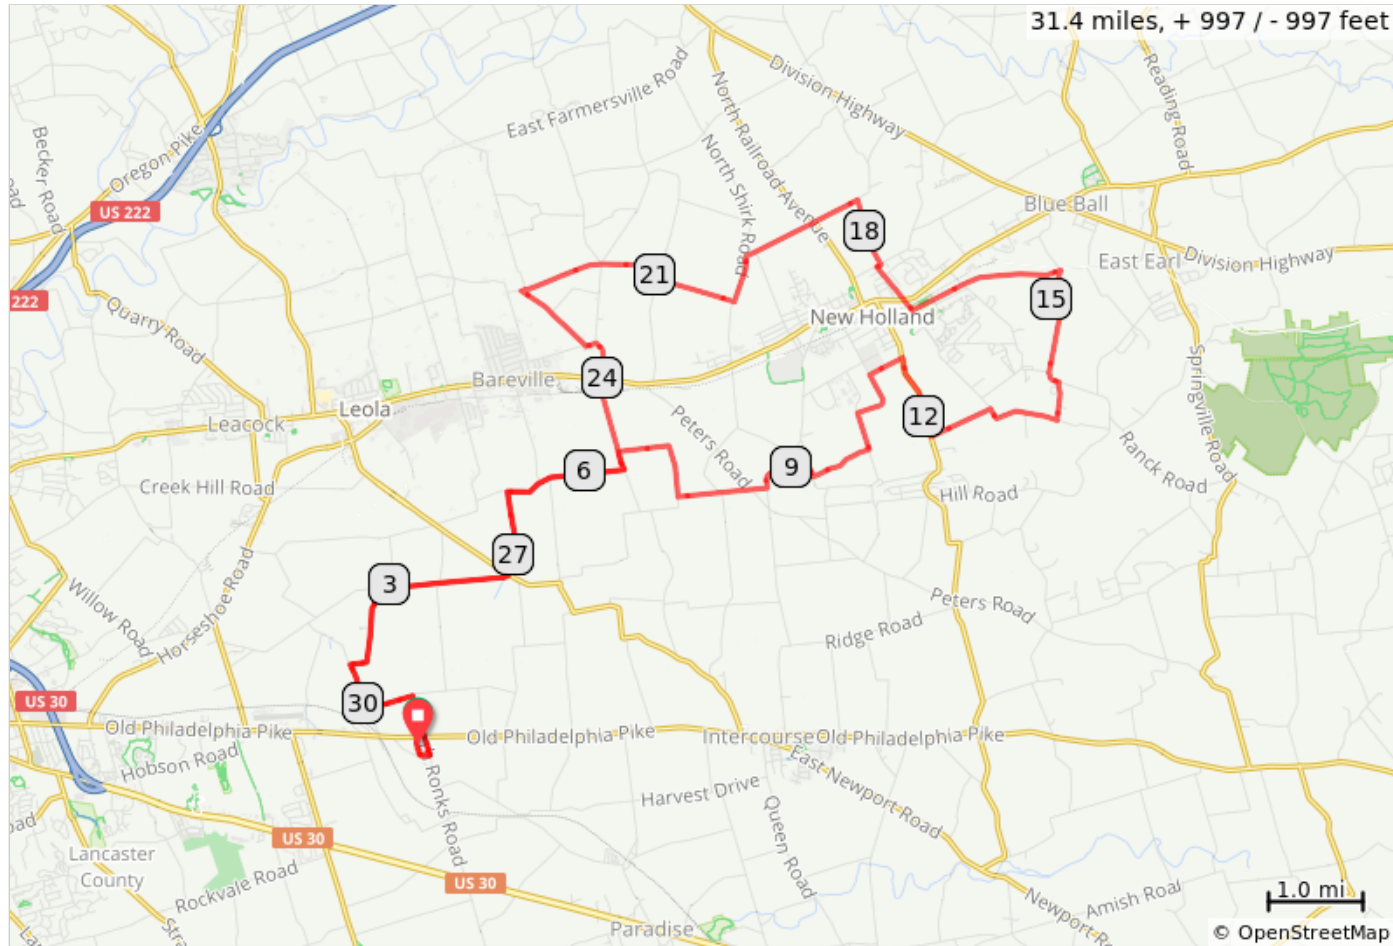 31.4 miles, + 997 / - 997 feet
Division Highway
Reading Road
East Farmersville Road
North Railroad Avenue
Becker Road
Oregon Pike
North Shirk Road
US 222
Blue Ball
18
East Earl
Division Highway
21
222
15
Quarry Road
New Holland
Springville Road
Bareville
24
Leola
12
Leacock
Peters Road
6
9
Ranck Road
Creek Hill Road
Hill Road
27
3
Willow Road
Horseshoe Road
Peters Road
Ridge Road
US 30
30
Old Philadelphia Pike
Old Philadelphia Pike
Intercourse
Old Philadelphia Pike
Hobson Road
East Newport Road
Ronks Road
Harvest Drive
Queen Road
US 30
Lancaster
County
Rockvale Road
US 30
Amish Road
1.0 mi
Newport Ro
Paradise
© OpenStreetMap